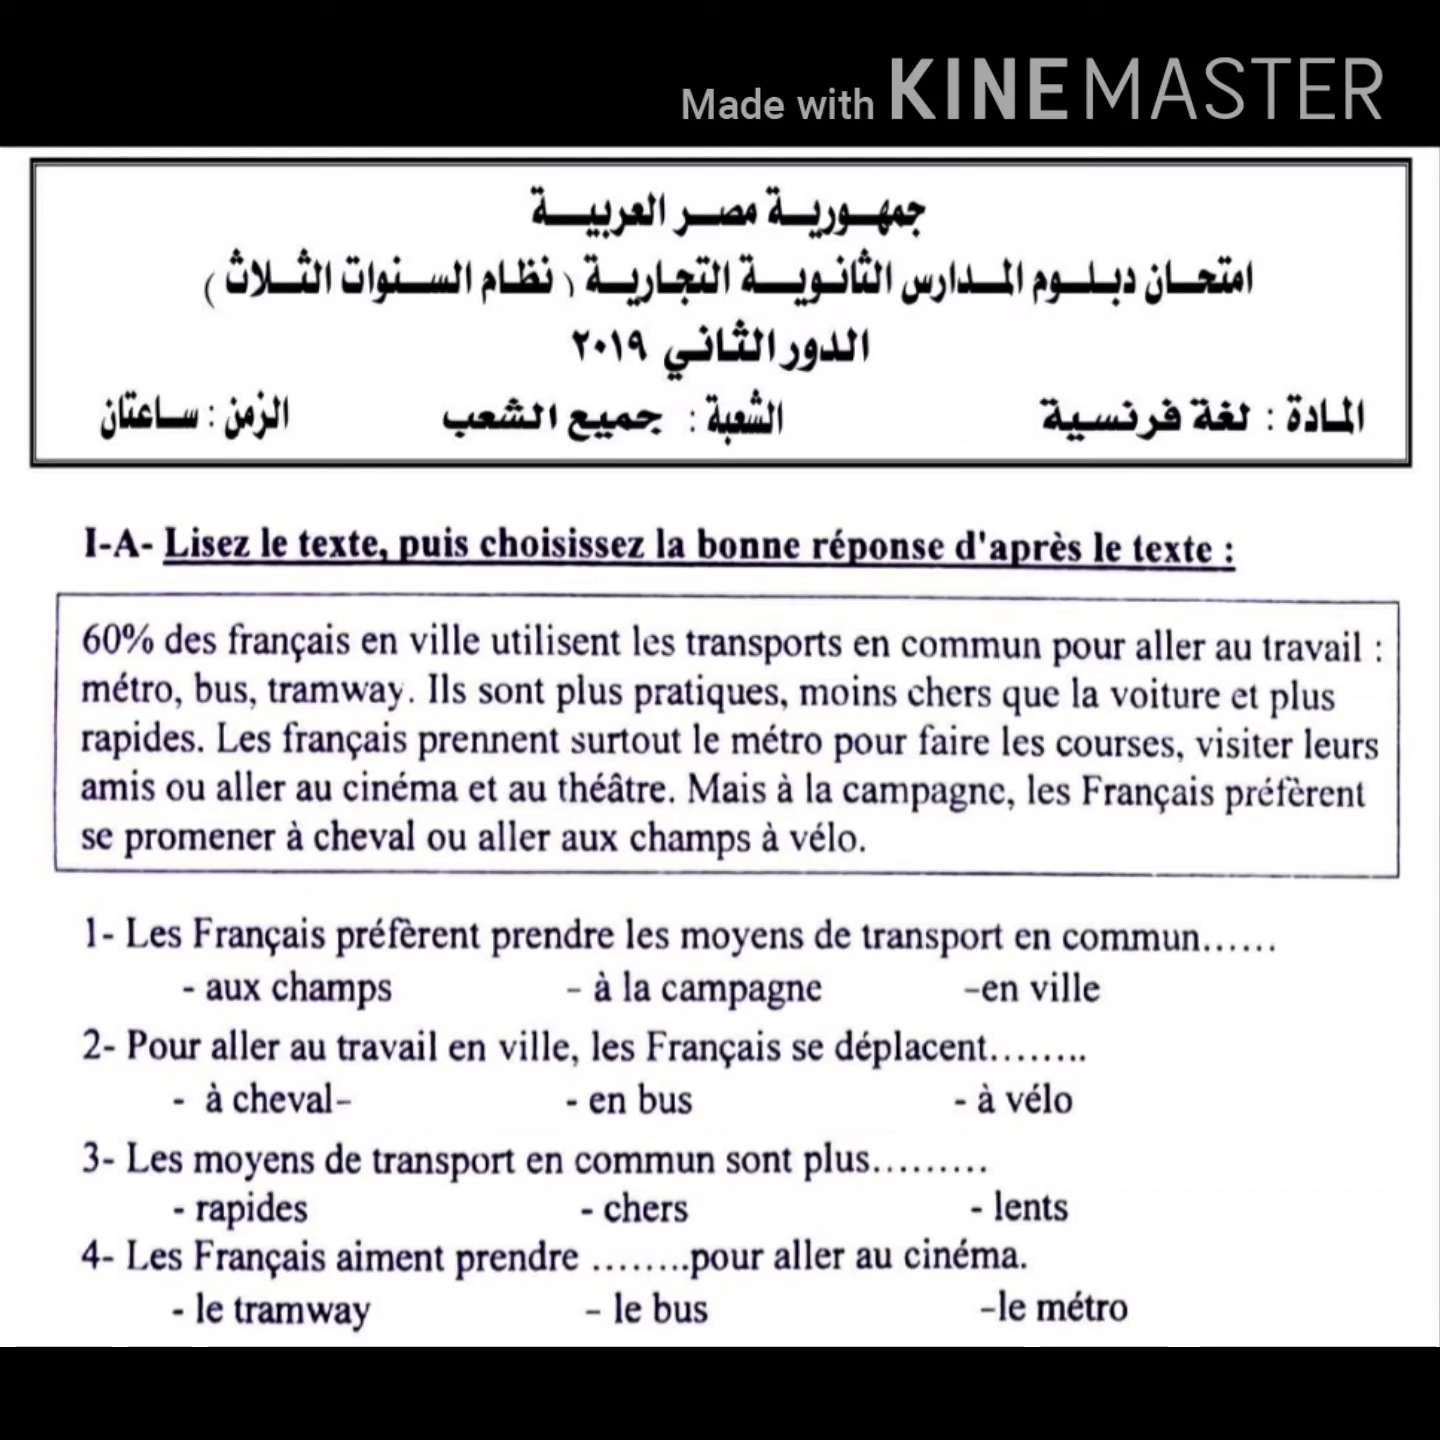 Made with KINEMASTER
جمهورية مصر العربية
امتحان دبلوم المدارس الثانوية التجارية ( نظام السنوات الثلاث )
الدور الثاني ٢٠١٩
المادة : لغة فرنسية الشعبة : جميع الشعب الزمن : ساعتان
I-A- Lisez le texte, puis choisissez la bonne réponse d'après le texte :
60% des français en ville utilisent les transports en commun pour aller au travail :
métro, bus, tramway. Ils sont plus pratiques, moins chers que la voiture et plus
rapides. Les français prennent surtout le métro pour faire les courses, visiter leurs
amis ou aller au cinéma et au théâtre. Mais à la campagne, les Français préfèrent
se promener à cheval ou aller aux champs à vélo.
1- Les Français préfèrent prendre les moyens de transport en commun......
- aux champs - à la campagne -en ville
2- Pour aller au travail en ville, les Français se déplacent........
- à cheval- - en bus - à vélo
3- Les moyens de transport en commun sont plus.........
- rapides - chers - lents
4- Les Français aiment prendre ........pour aller au cinéma.
- le tramway - le bus -le métro